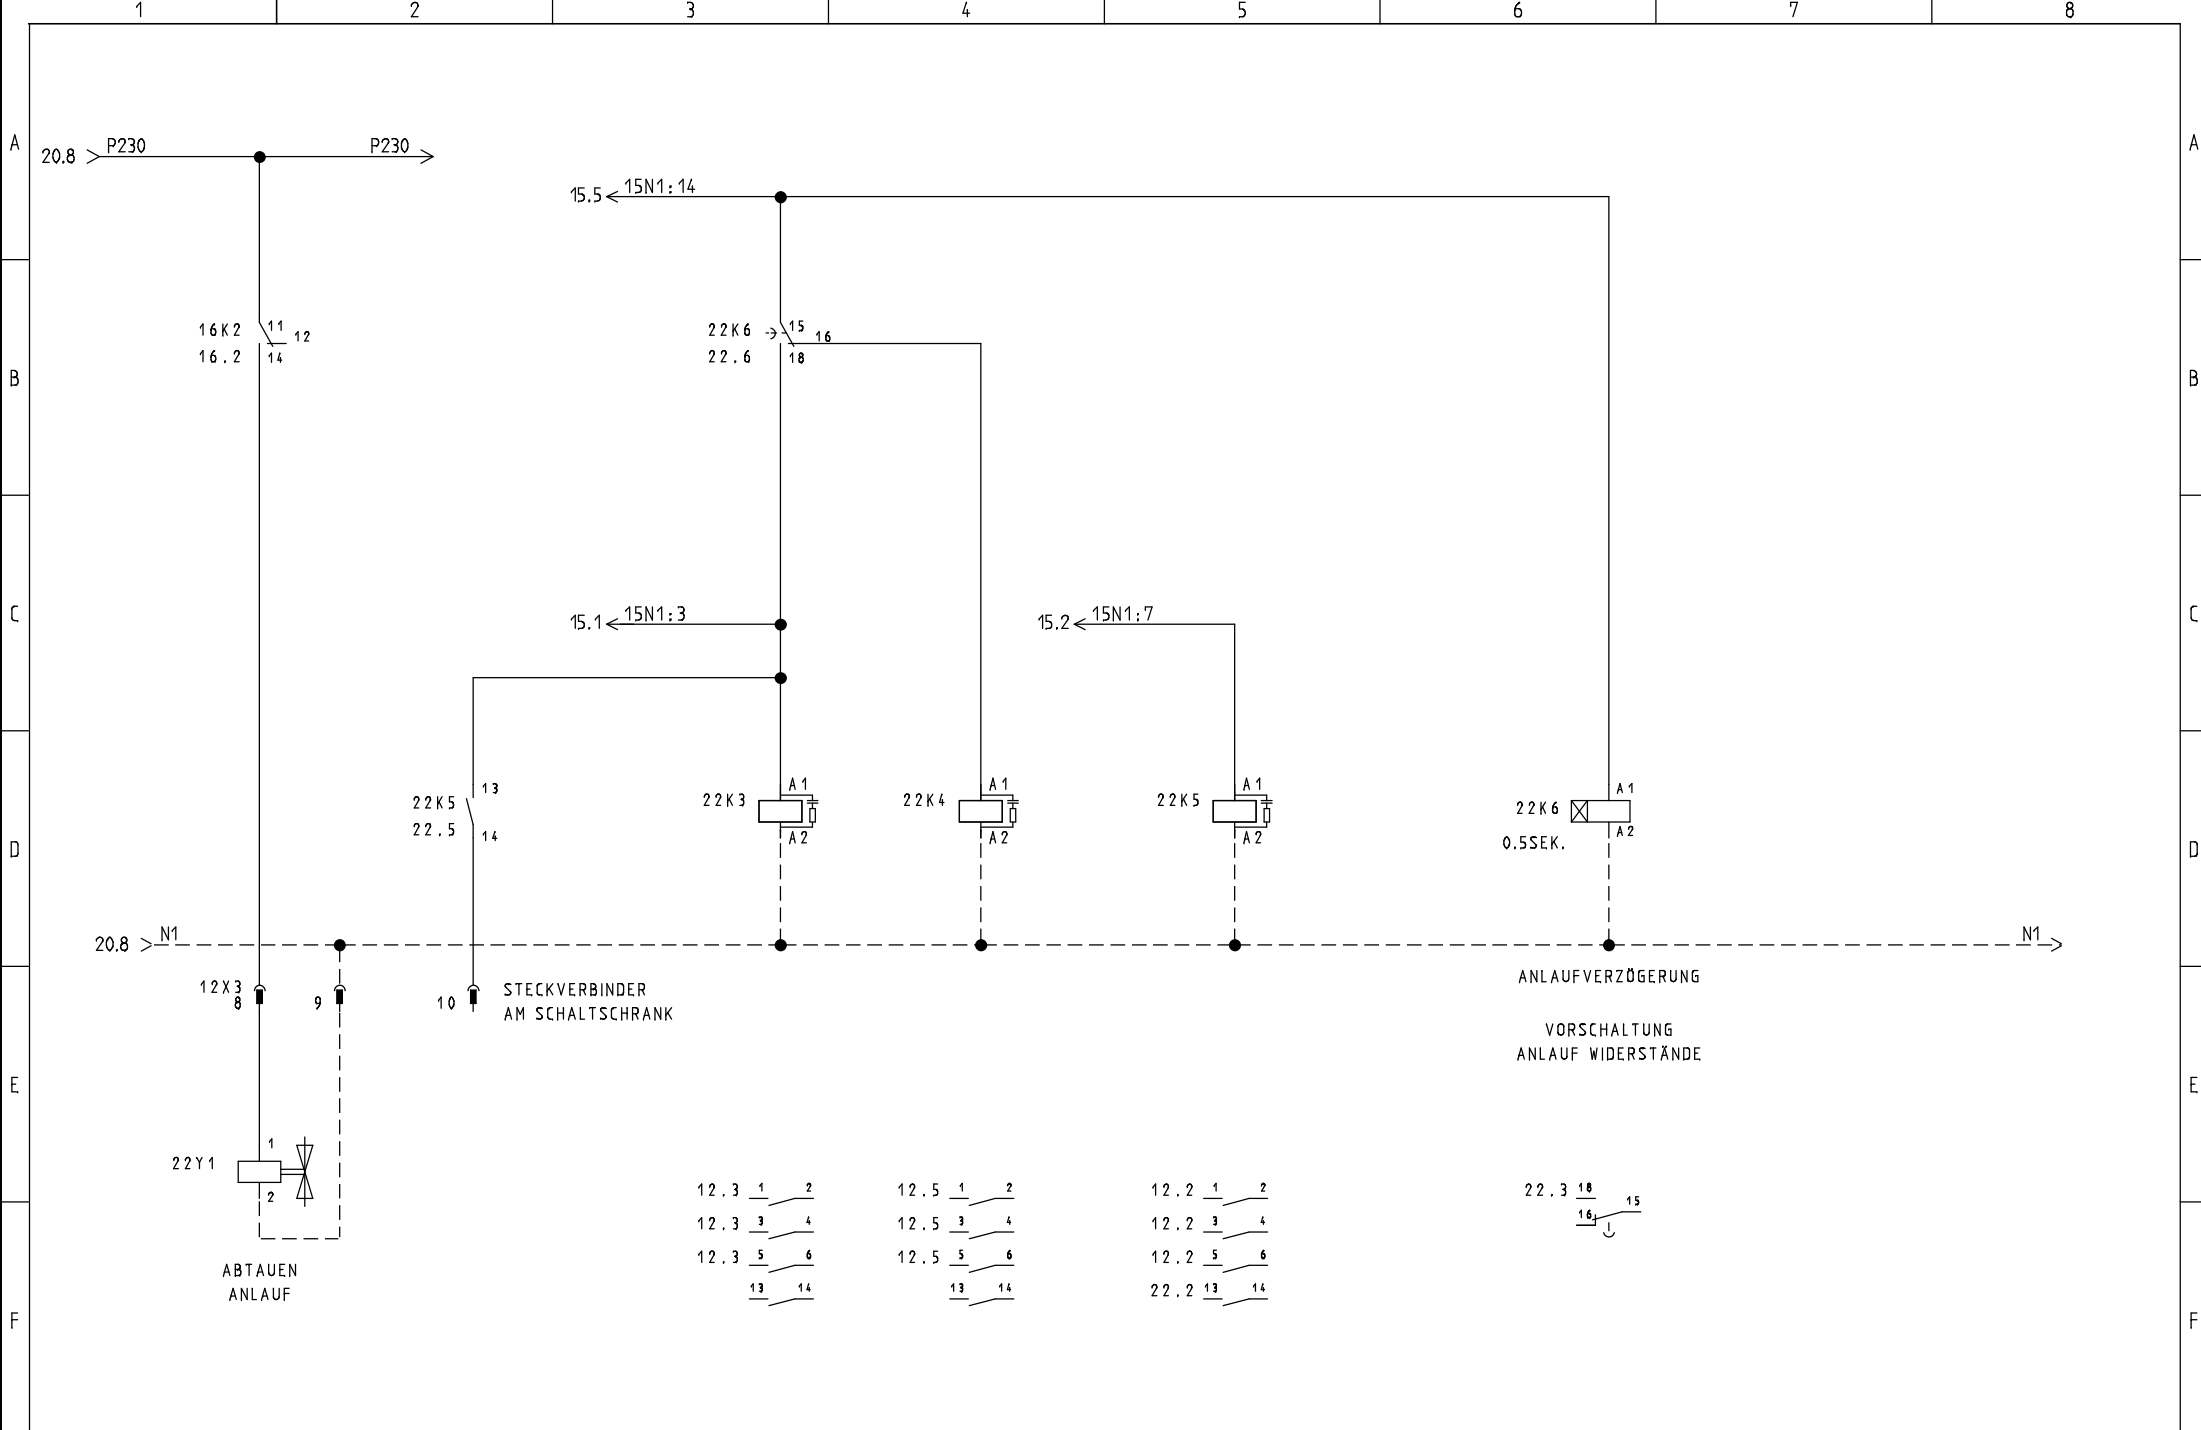 1 2 3 4 5 6 7 8
A A
P230 P230
20.8
15N1:14
15.5
16K2 11 12
16.2 14
22K6 15 16
22.6 18
B B
C C
15N1:3 15N1:7
15.1 15.2
13
22K5
22.5
14
A1 A1 A1 A1
22K3 22K4 22K5 22K6
A2 A2 A2 A2
0.5SEK.
D D
N1 N1
20.8
ANLAUFVERZÖGERUNG
12X3
8 9 10
STECKVERBINDER
AM SCHALTSCHRANK
VORSCHALTUNG
ANLAUF WIDERSTÄNDE
E E
1
22Y1
2
12.3 1 2 12.5 1 2 12.2 1 2 22.3 18
15
12.3 3 4 12.5 3 4 12.2 3 4 16
12.3 5 6 12.5 5 6 12.2 5 6
13 14 13 14 22.2 13 14
ABTAUEN
ANLAUF
F F